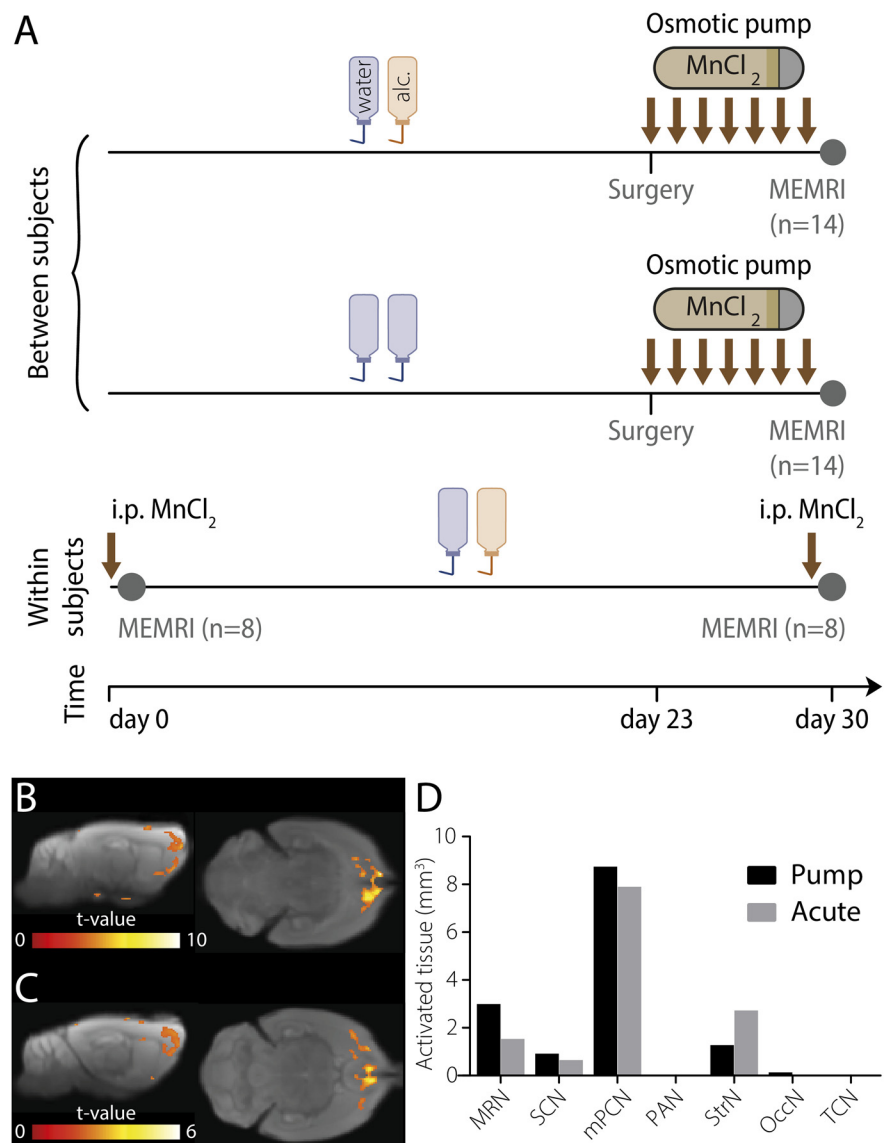 A
Osmotic pump
MnCl2
water
alc.
Between subjects
Surgery
MEMRI
(n=14)
Osmotic pump
MnCl2
Surgery
MEMRI
(n=14)
i.p. MnCl2
i.p. MnCl2
Within
subjects
MEMRI (n=8)
MEMRI (n=8)
Time
day 0
day 23
day 30
B
t-value
0
10
C
t-value
0
6
D
Activated tissue (mm³)
10
8
6
4
2
0
Pump
Acute
MRN
SCN
mPCN
PAN
StrN
OccN
TCN